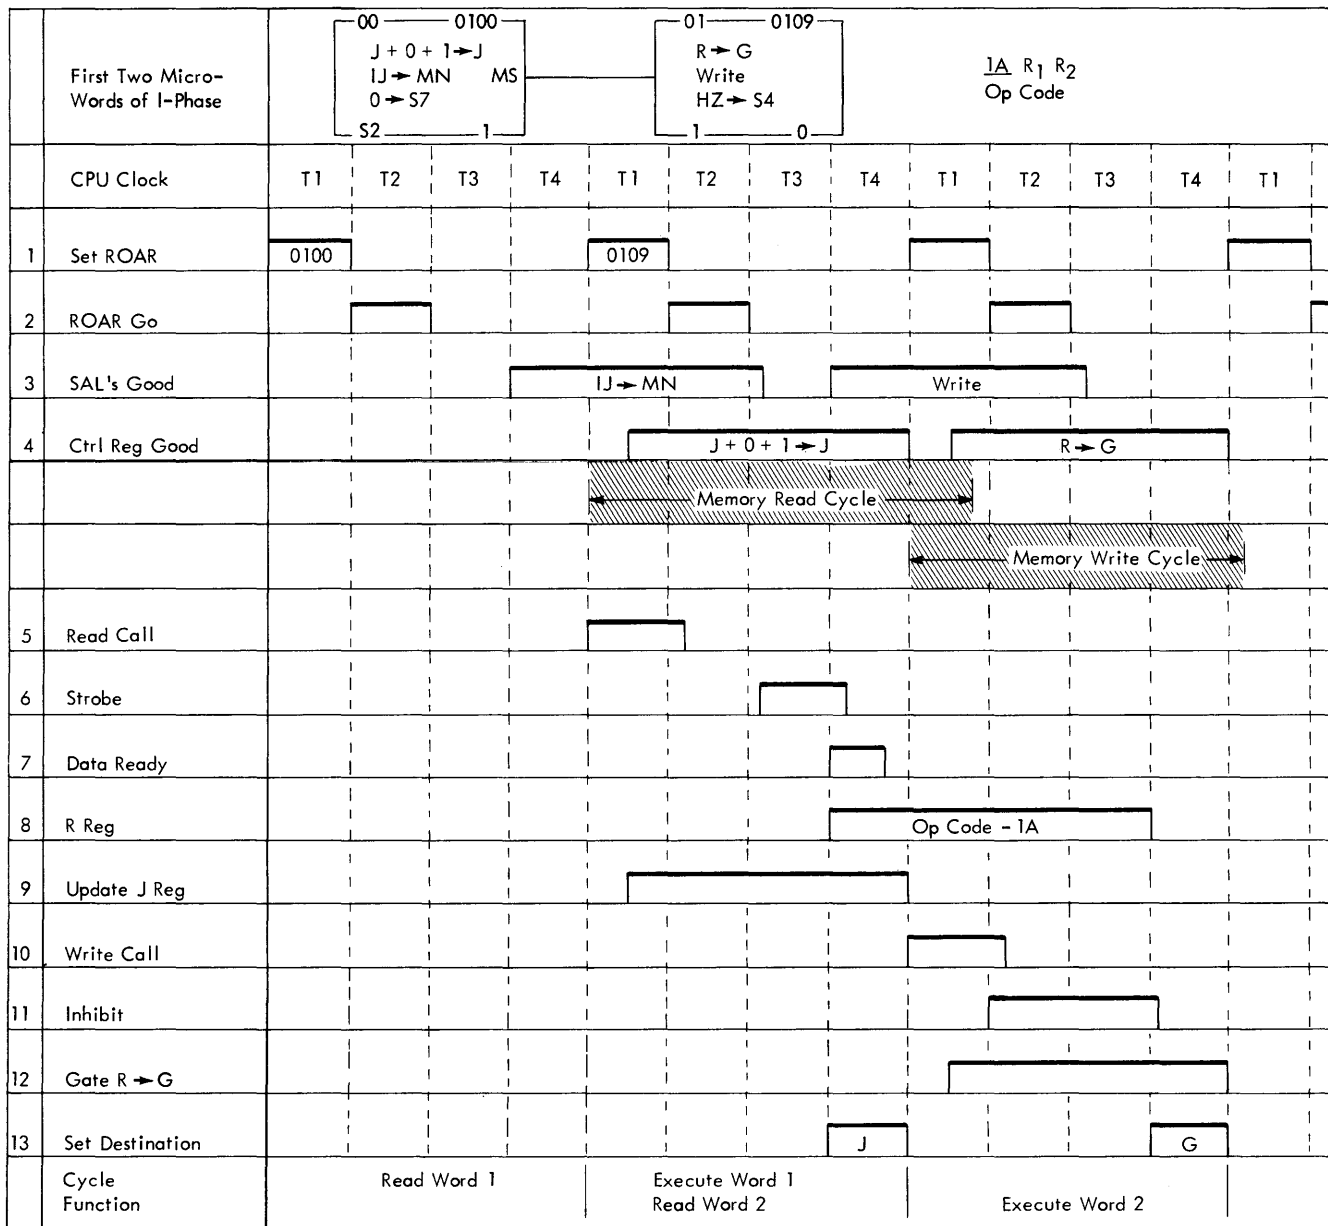 First Two Micro-
Words of I-Phase
00 0100
J + 0 + 1 → J
IJ → MN MS
0 → S7
S2 1
01 0109
R → G
Write
HZ → S4
1 0
1A R1 R2
Op Code
CPU Clock T1 T2 T3 T4 T1 T2 T3 T4 T1 T2 T3 T4 T1
1 Set ROAR 0100 0109
2 ROAR Go
3 SAL's Good IJ → MN Write
4 Ctrl Reg Good J + 0 + 1 → J R → G
Memory Read Cycle
Memory Write Cycle
5 Read Call
6 Strobe
7 Data Ready
8 R Reg Op Code - 1A
9 Update J Reg
10 Write Call
11 Inhibit
12 Gate R → G
13 Set Destination J G
Cycle
Function
Read Word 1
Execute Word 1
Read Word 2
Execute Word 2